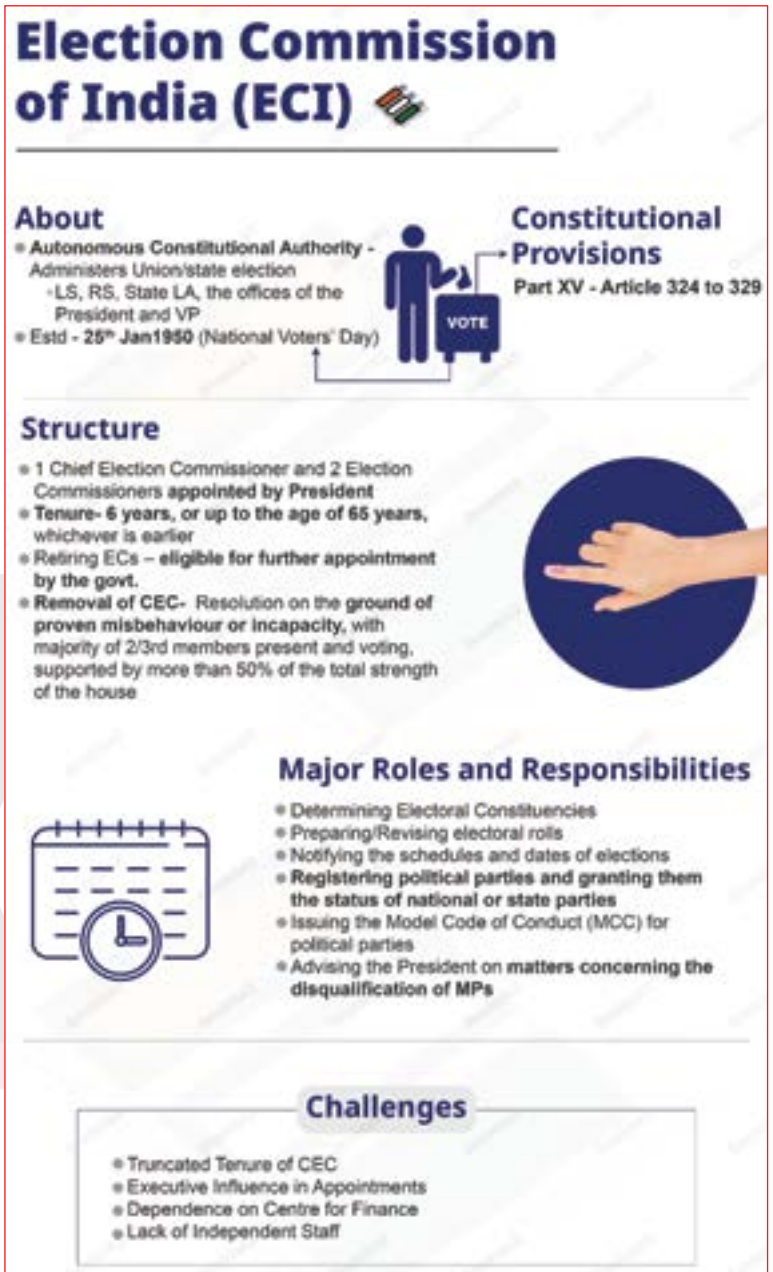 Election Commission
of India (ECI)
About
Autonomous Constitutional Authority -
Administers Union/state election
LS, RS, State LA, the offices of the
President and VP
Estd - 25th Jan1950 (National Voters' Day)
VOTE
Constitutional
Provisions
Part XV - Article 324 to 329
Structure
1 Chief Election Commissioner and 2 Election
Commissioners appointed by President
Tenure- 6 years, or up to the age of 65 years,
whichever is earlier
Retiring ECs – eligible for further appointment
by the govt.
Removal of CEC- Resolution on the ground of
proven misbehaviour or incapacity, with
majority of 2/3rd members present and voting,
supported by more than 50% of the total strength
of the house
Major Roles and Responsibilities
Determining Electoral Constituencies
Preparing/Revising electoral rolls
Notifying the schedules and dates of elections
Registering political parties and granting them
the status of national or state parties
Issuing the Model Code of Conduct (MCC) for
political parties
Advising the President on matters concerning the
disqualification of MPs
Challenges
Truncated Tenure of CEC
Executive Influence in Appointments
Dependence on Centre for Finance
Lack of Independent Staff